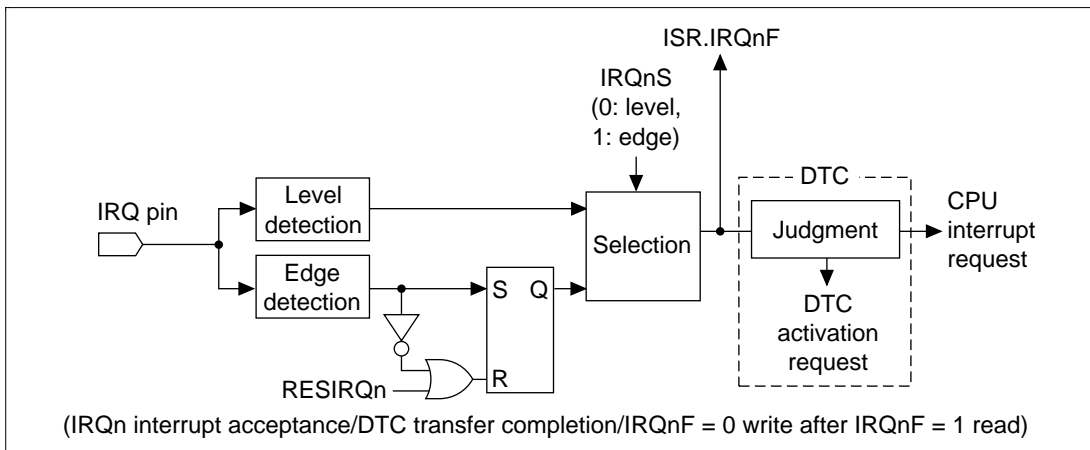 ISR.IRQnF
IRQnS
(0: level,
1: edge)
DTC
IRQ pin
Level
detection
Selection
Judgment
CPU
interrupt
request
Edge
detection
S Q
R
DTC
activation
request
RESIRQn
(IRQn interrupt acceptance/DTC transfer completion/IRQnF = 0 write after IRQnF = 1 read)